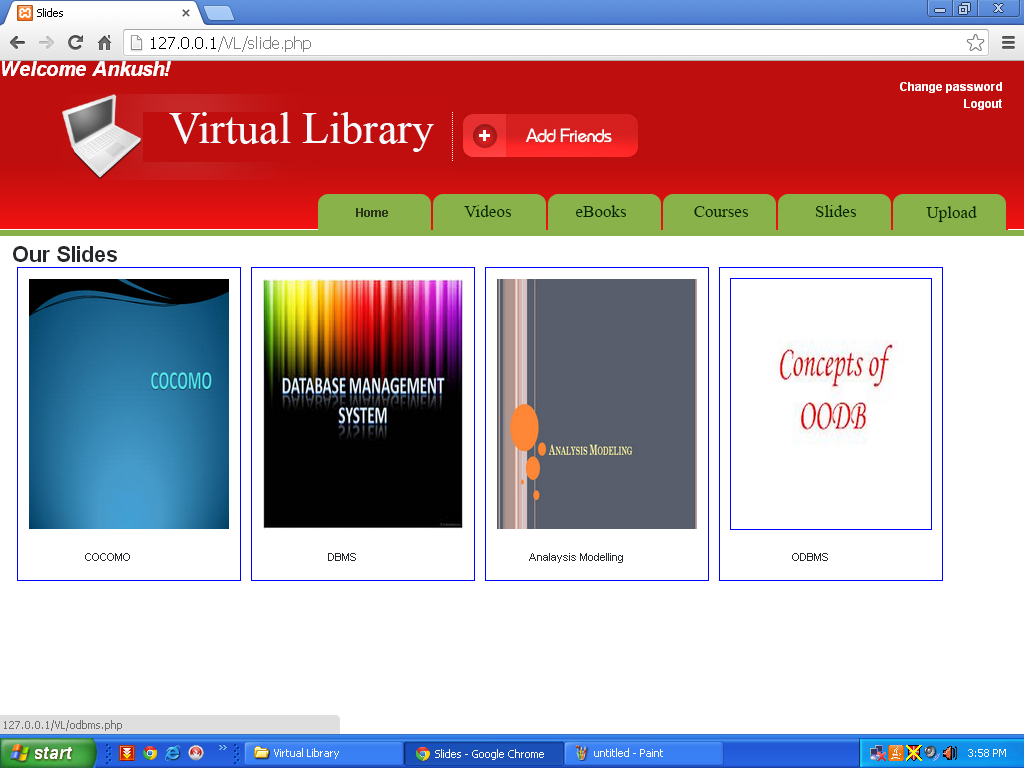 Slides
127.0.0.1/VL/slide.php
Welcome Ankush!
Change password
Logout
Virtual Library
Add Friends
Home
Videos
eBooks
Courses
Slides
Upload
Our Slides
COCOMO
DATABASE MANAGEMENT
SYSTEM
ANALYSIS MODELING
Concepts of
OODB
COCOMO
DBMS
Analaysis Modelling
ODBMS
127.0.0.1/VL/odbms.php
start
Virtual Library
Slides - Google Chrome
untitled - Paint
3:58 PM